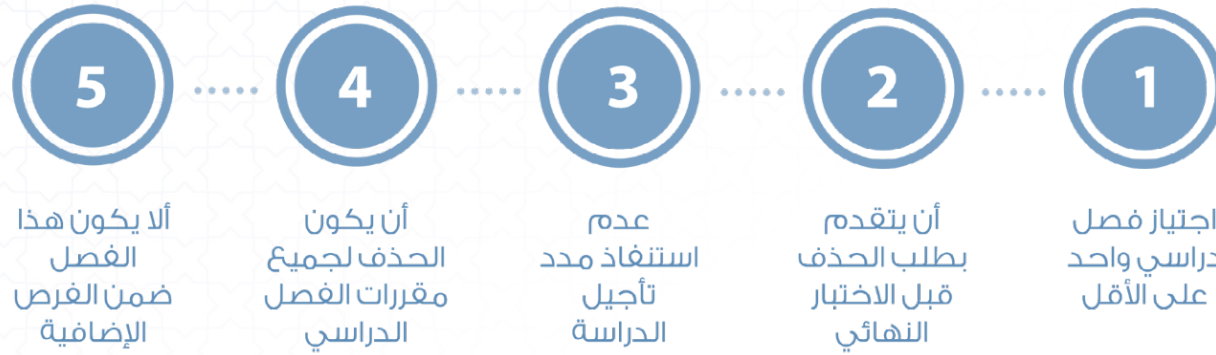 1
اجتياز فصل
دراسي واحد
على الأقل
2
أن يتقدم
بطلب الحذف
قبل الاختبار
النهائي
3
عدم
استنفاذ مدد
تأجيل
الدراسة
4
أن يكون
الحذف لجميع
مقررات الفصل
الدراسي
5
ألا يكون هذا
الفصل
ضمن الفرص
الإضافية